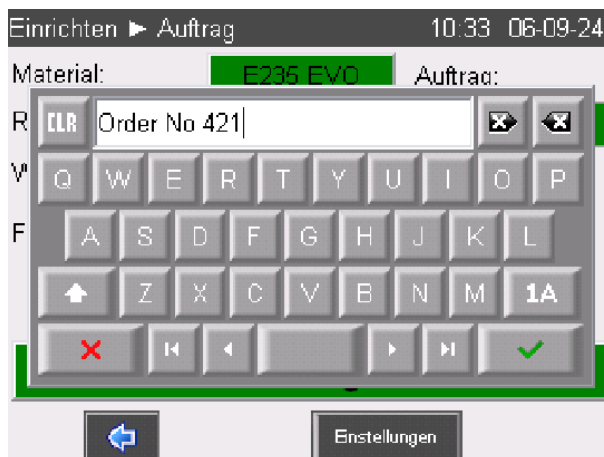 Einrichten ► Auftrag 10:33 06-09-24
Material: E235 EVO Auftrag:
CLR Order No 421
Q W E R T Y U I O P
A S D F G H J K L
Z X C V B N M 1A
Einstellungen